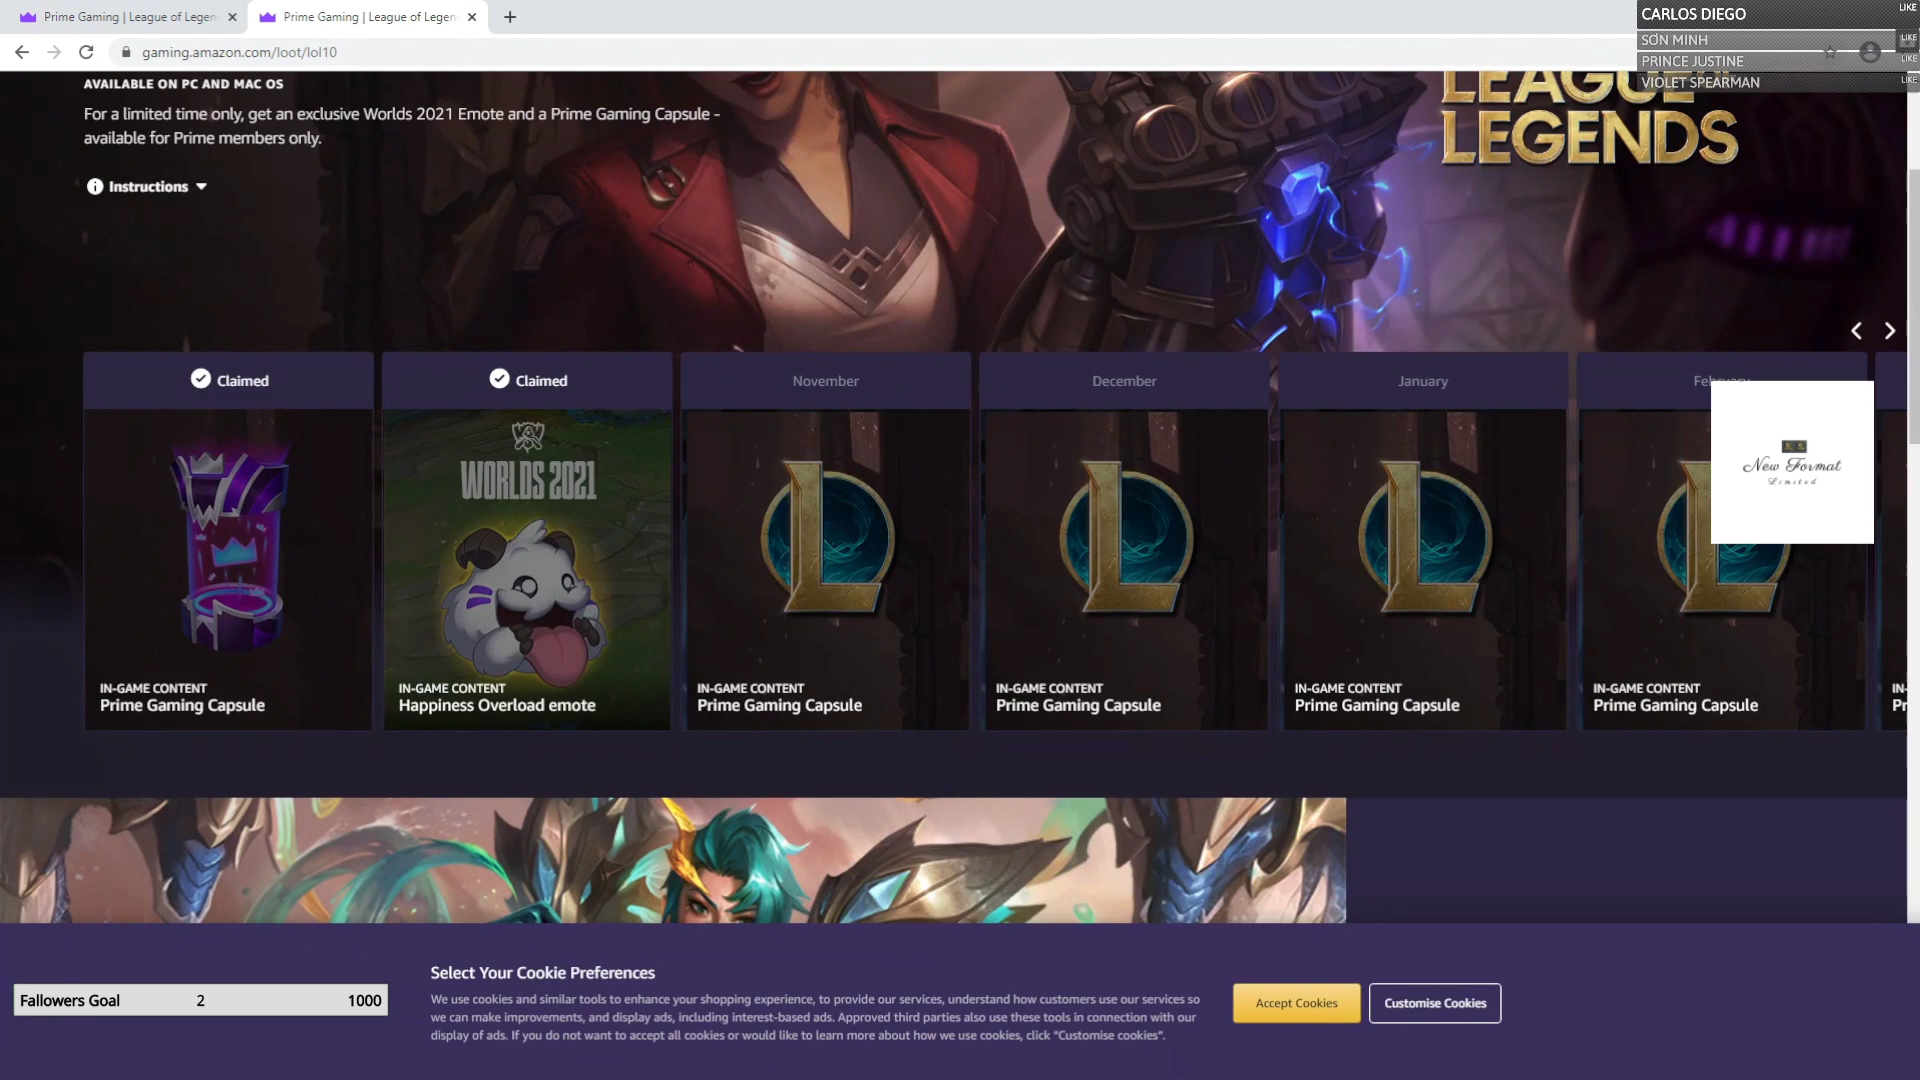 Prime Gaming | League of Legen
Prime Gaming | League of Legen
gaming.amazon.com/loot/lol10
CARLOS DIEGO LIKE
SƠN MINH LIKE
PRINCE JUSTINE LIKE
VIOLET SPEARMAN LIKE
AVAILABLE ON PC AND MAC OS
For a limited time only, get an exclusive Worlds 2021 Emote and a Prime Gaming Capsule -
available for Prime members only.
Instructions
LEAGUE OF
LEGENDS
Claimed
Claimed
November
December
January
February
WORLDS 2021
New Format
Limited
IN-GAME CONTENT
Prime Gaming Capsule
IN-GAME CONTENT
Happiness Overload emote
IN-GAME CONTENT
Prime Gaming Capsule
IN-GAME CONTENT
Prime Gaming Capsule
IN-GAME CONTENT
Prime Gaming Capsule
IN-GAME CONTENT
Prime Gaming Capsule
IN-
Pr
Select Your Cookie Preferences
We use cookies and similar tools to enhance your shopping experience, to provide our services, understand how customers use our services so
we can make improvements, and display ads, including interest-based ads. Approved third parties also use these tools in connection with our
display of ads. If you do not want to accept all cookies or would like to learn more about how we use cookies, click “Customise cookies”.
Accept Cookies
Customise Cookies
Fallowers Goal 2 1000